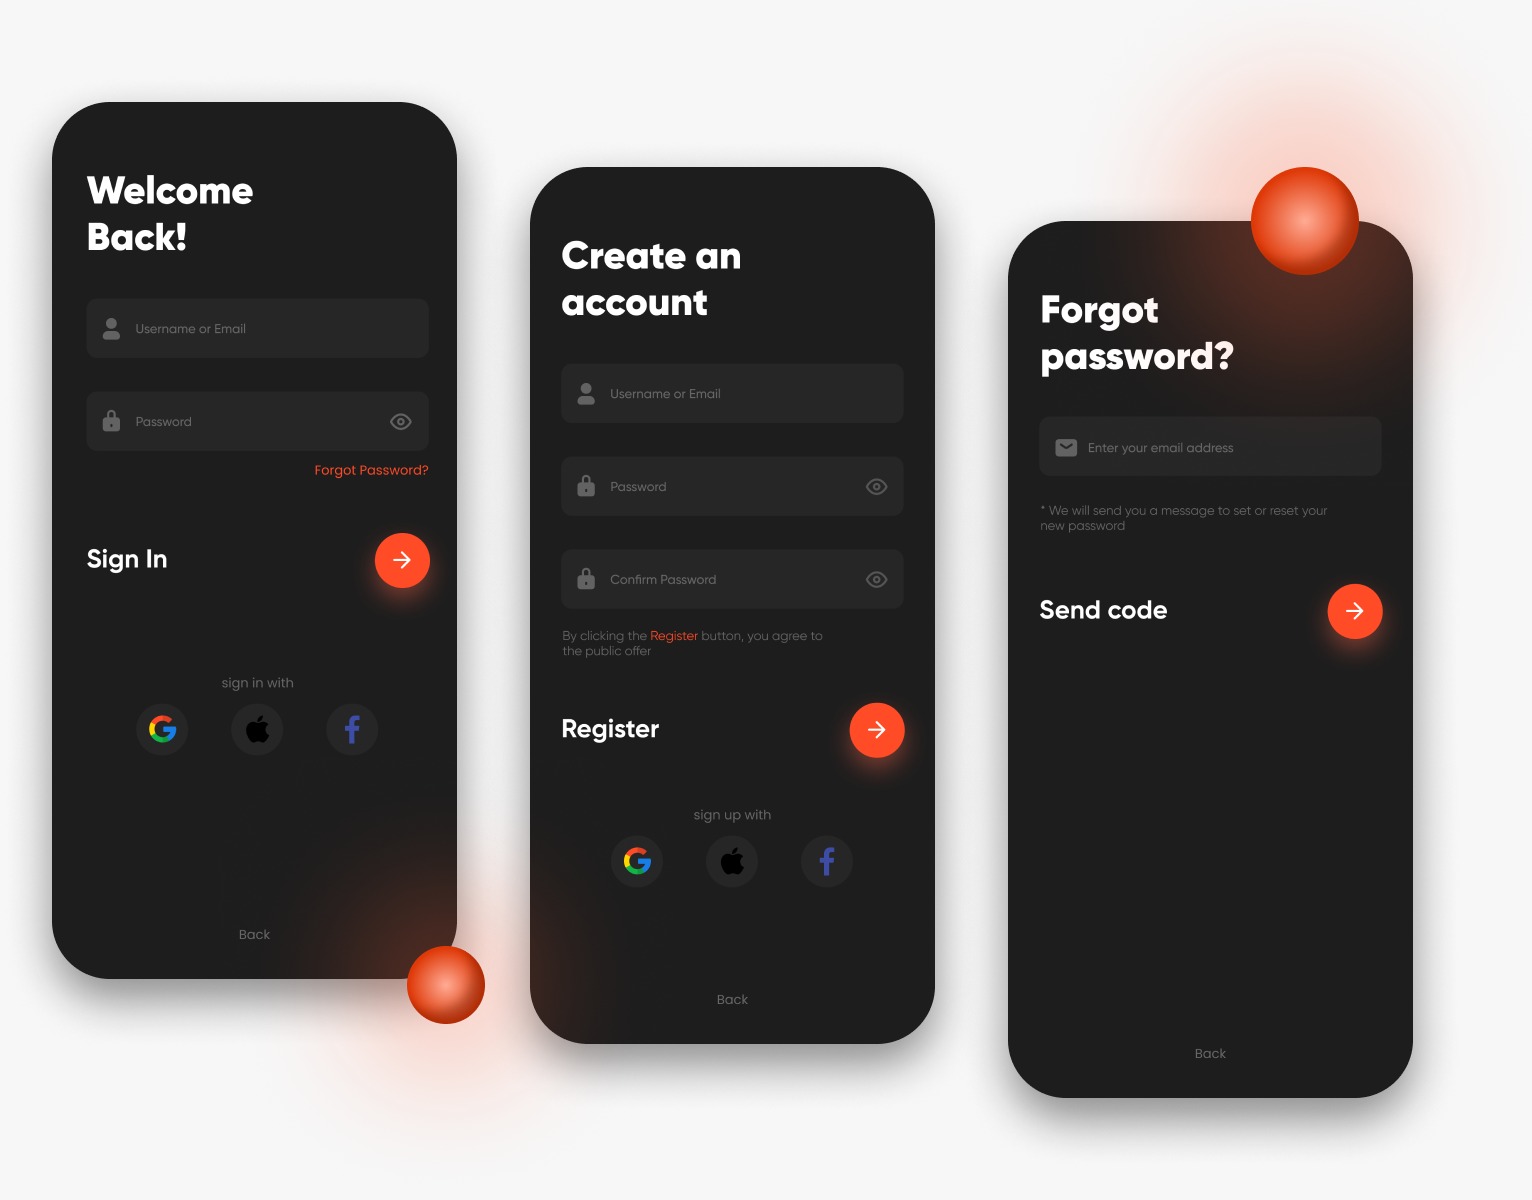 Welcome
Back!
Username or Email
Password
Forgot Password?
Sign In
sign in with
Back
Create an
account
Username or Email
Password
Confirm Password
By clicking the Register button, you agree to
the public offer
Register
sign up with
Back
Forgot
password?
Enter your email address
* We will send you a message to set or reset your
new password
Send code
Back